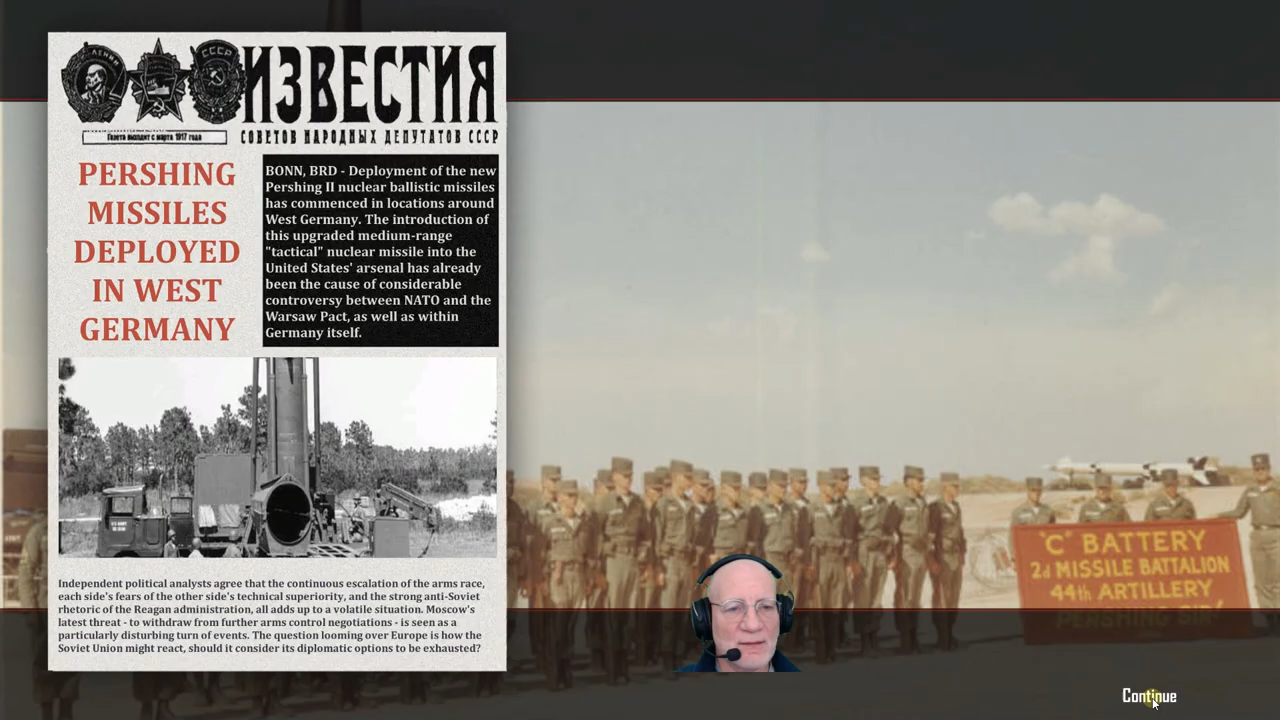 ИЗВЕСТИЯ
Газета выходит с марта 1917 года
СОВЕТОВ НАРОДНЫХ ДЕПУТАТОВ СССР
PERSHING
MISSILES
DEPLOYED
IN WEST
GERMANY
BONN, BRD - Deployment of the new
Pershing II nuclear ballistic missiles
has commenced in locations around
West Germany. The introduction of
this upgraded medium-range
"tactical" nuclear missile into the
United States' arsenal has already
been the cause of considerable
controversy between NATO and the
Warsaw Pact, as well as within
Germany itself.
Independent political analysts agree that the continuous escalation of the arms race,
each side's fears of the other side's technical superiority, and the strong anti-Soviet
rhetoric of the Reagan administration, all adds up to a volatile situation. Moscow's
latest threat - to withdraw from further arms control negotiations - is seen as a
particularly disturbing turn of events. The question looming over Europe is how the
Soviet Union might react, should it consider its diplomatic options to be exhausted?
"C" BATTERY
2d MISSILE BATTALION
44th ARTILLERY
Continue